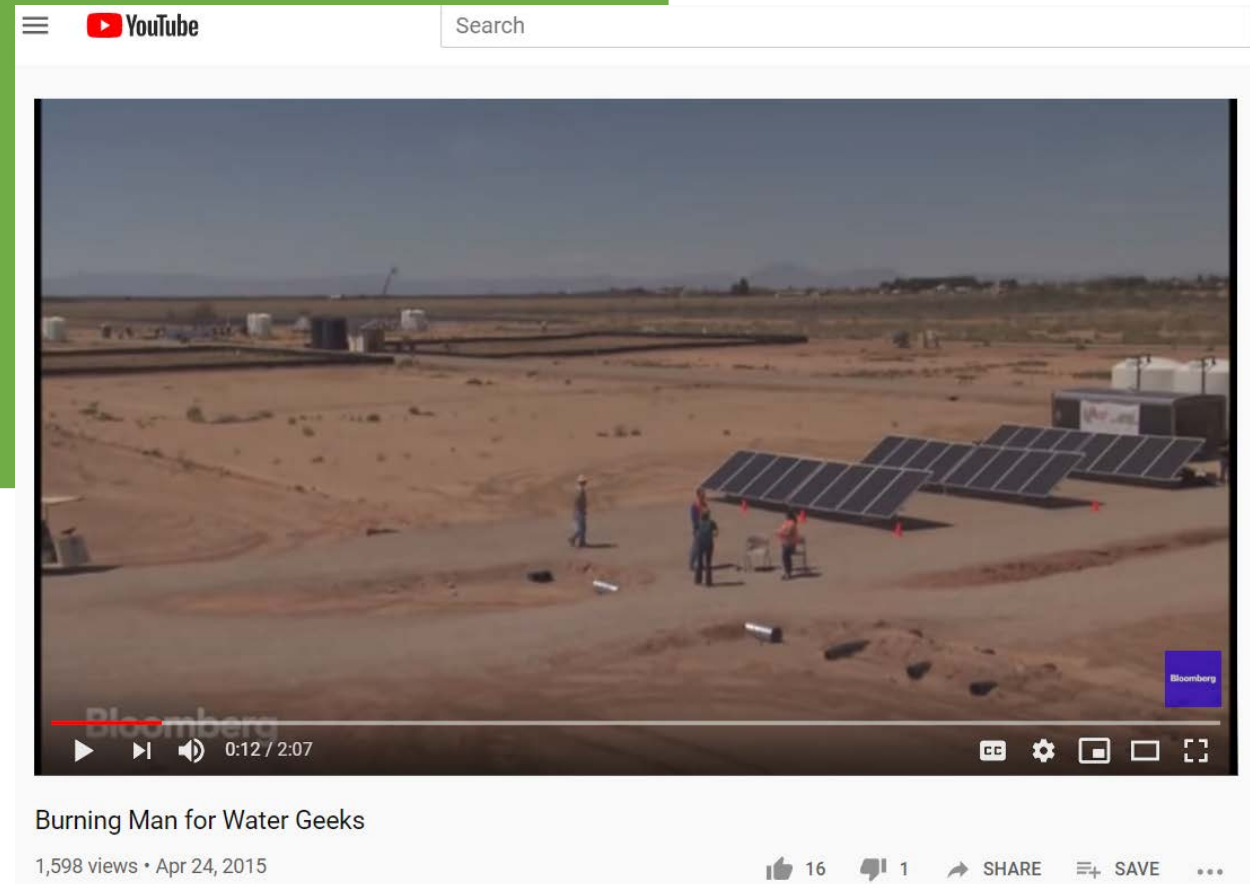 YouTube
Search
Bloomberg
Bloomberg
0:12 / 2:07
CC
Burning Man for Water Geeks
1,598 views • Apr 24, 2015
16 1 SHARE SAVE